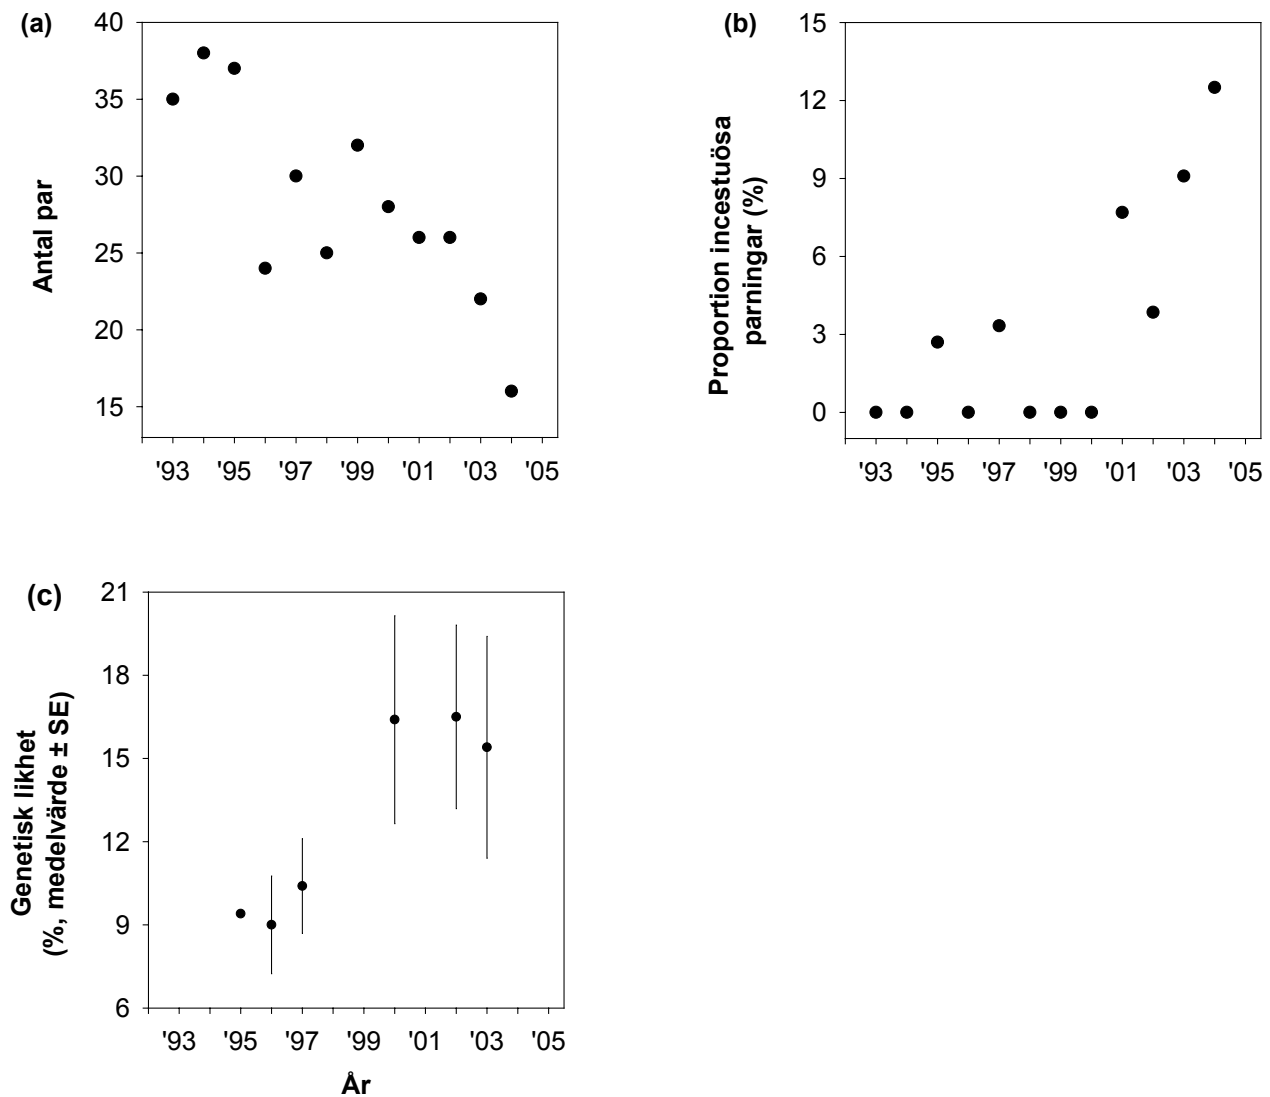 (a)
Antal par
40
35
30
25
20
15
'93 '95 '97 '99 '01 '03 '05
(b)
Proportion incestuösa
parningar (%)
15
12
9
6
3
0
'93 '95 '97 '99 '01 '03 '05
(c)
Genetisk likhet
(%, medelvärde ± SE)
21
18
15
12
9
6
'93 '95 '97 '99 '01 '03 '05
År